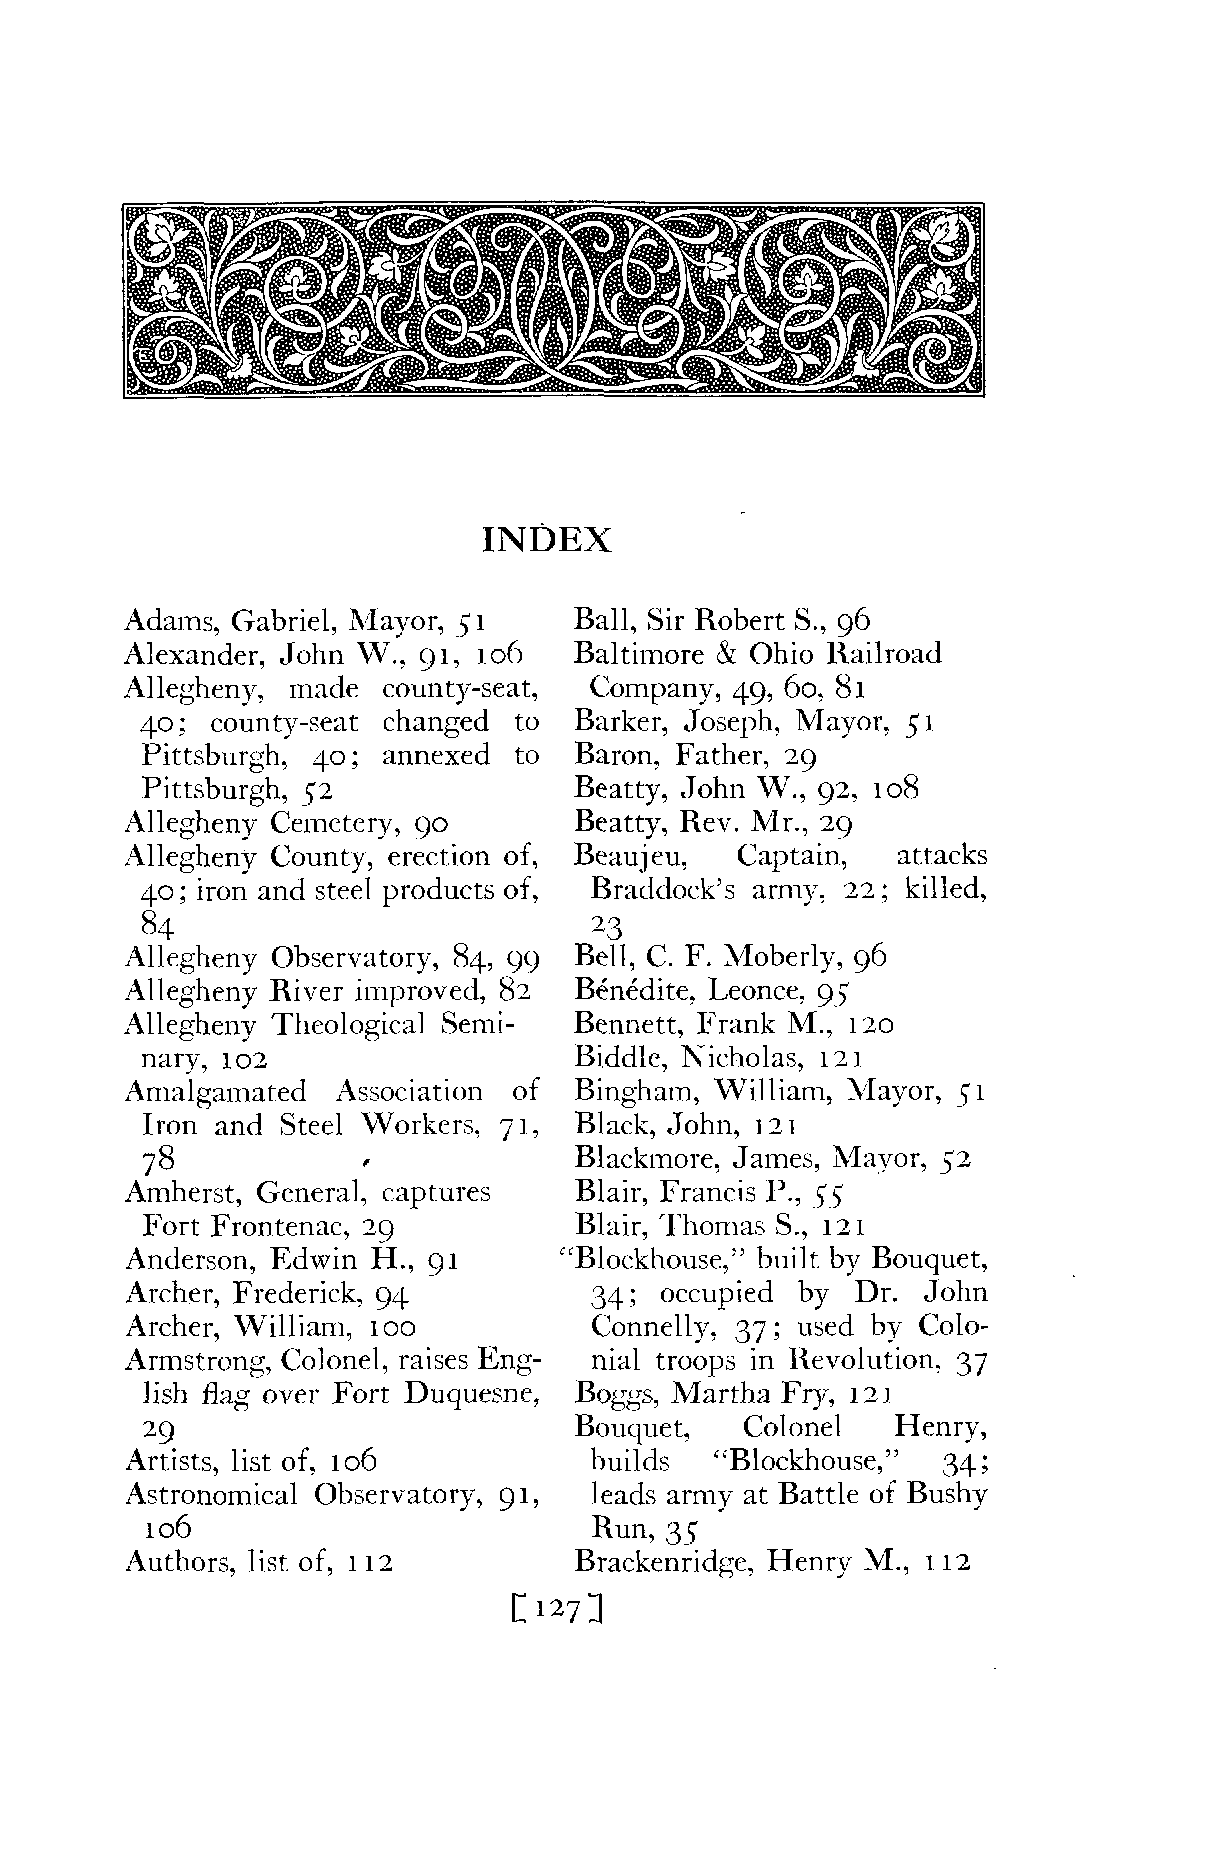 INDEX
Adams, Gabriel, Mayor, 51
Alexander, John W., 91, 106
Allegheny, made county-seat,
40; county-seat changed to
Pittsburgh, 40; annexed to
Pittsburgh, 52
Allegheny Cemetery, 90
Allegheny County, erection of,
40; iron and steel products of,
84
Allegheny Observatory, 84, 99
Allegheny River improved, 82
Allegheny Theological Semi-
nary, 102
Amalgamated Association of
Iron and Steel Workers, 71,
78
Amherst, General, captures
Fort Frontenac, 29
Anderson, Edwin H., 91
Archer, Frederick, 94
Archer, William, 100
Armstrong, Colonel, raises Eng-
lish flag over Fort Duquesne,
29
Artists, list of, 106
Astronomical Observatory, 91,
106
Authors, list of, 112
Ball, Sir Robert S., 96
Baltimore & Ohio Railroad
Company, 49, 60, 81
Barker, Joseph, Mayor, 51
Baron, Father, 29
Beatty, John W., 92, 108
Beatty, Rev. Mr., 29
Beaujeu, Captain, attacks
Braddock's army, 22; killed,
23
Bell, C. F. Moberly, 96
Bénédite, Leonce, 95
Bennett, Frank M., 120
Biddle, Nicholas, 121
Bingham, William, Mayor, 51
Black, John, 121
Blackmore, James, Mayor, 52
Blair, Francis P., 55
Blair, Thomas S., 121
"Blockhouse," built by Bouquet,
34; occupied by Dr. John
Connelly, 37; used by Colo-
nial troops in Revolution, 37
Boggs, Martha Fry, 121
Bouquet, Colonel Henry,
builds "Blockhouse," 34;
leads army at Battle of Bushy
Run, 35
Brackenridge, Henry M., 112
[127]